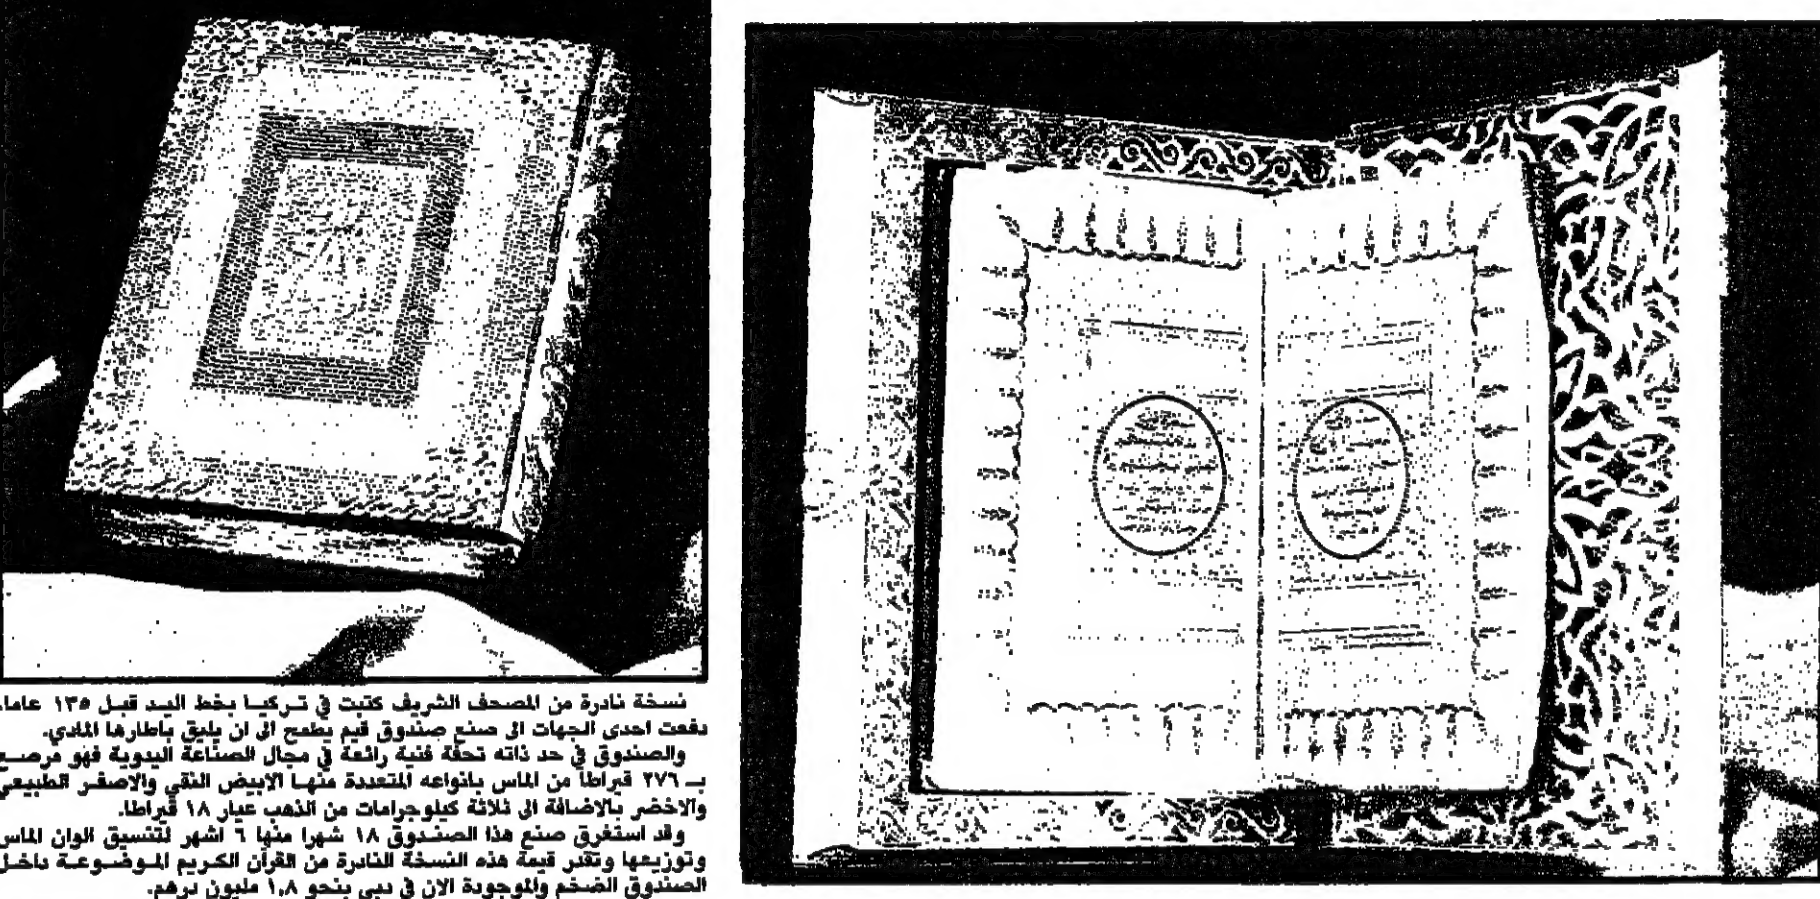 نسخة نادرة من المصحف الشريف كتبت في تركيا بخط اليد قبل ١٣٥ عاما،
دفعت احدى الجهات الى صنع صندوق قيم يطمح الى ان يليق باطارها المادي.
والصندوق في حد ذاته تحفة فنية رائعة في مجال الصناعة اليدوية فهو مرصع
بـ ٢٧٦ قيراطا من الماس بانواعه المتعددة منها الابيض النقي والاصفر الطبيعي
والاخضر بالاضافة الى ثلاثة كيلوجرامات من الذهب عيار ١٨ قيراطا.
وقد استغرق صنع هذا الصندوق ١٨ شهرا منها ٦ اشهر لتنسيق الوان الماس
وتوزيعها وتقدر قيمة هذه النسخة النادرة من القرآن الكريم الموضوعة داخل
الصندوق الضخم والموجودة الان في دبي بنحو ١,٨ مليون درهم.